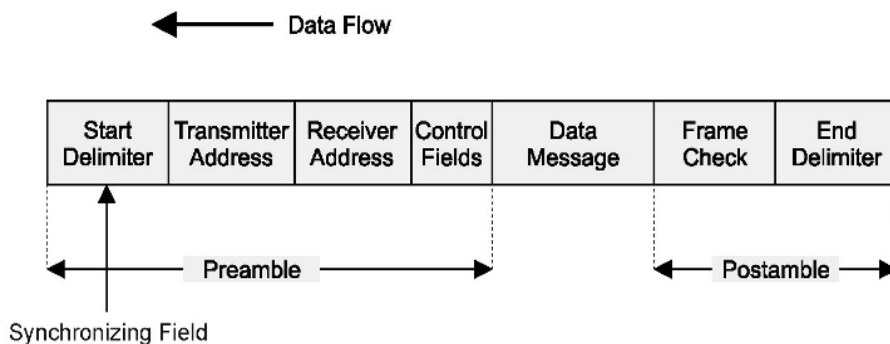 Data Flow
Start Delimiter
Transmitter Address
Receiver Address
Control Fields
Data Message
Frame Check
End Delimiter
Preamble
Postamble
Synchronizing Field